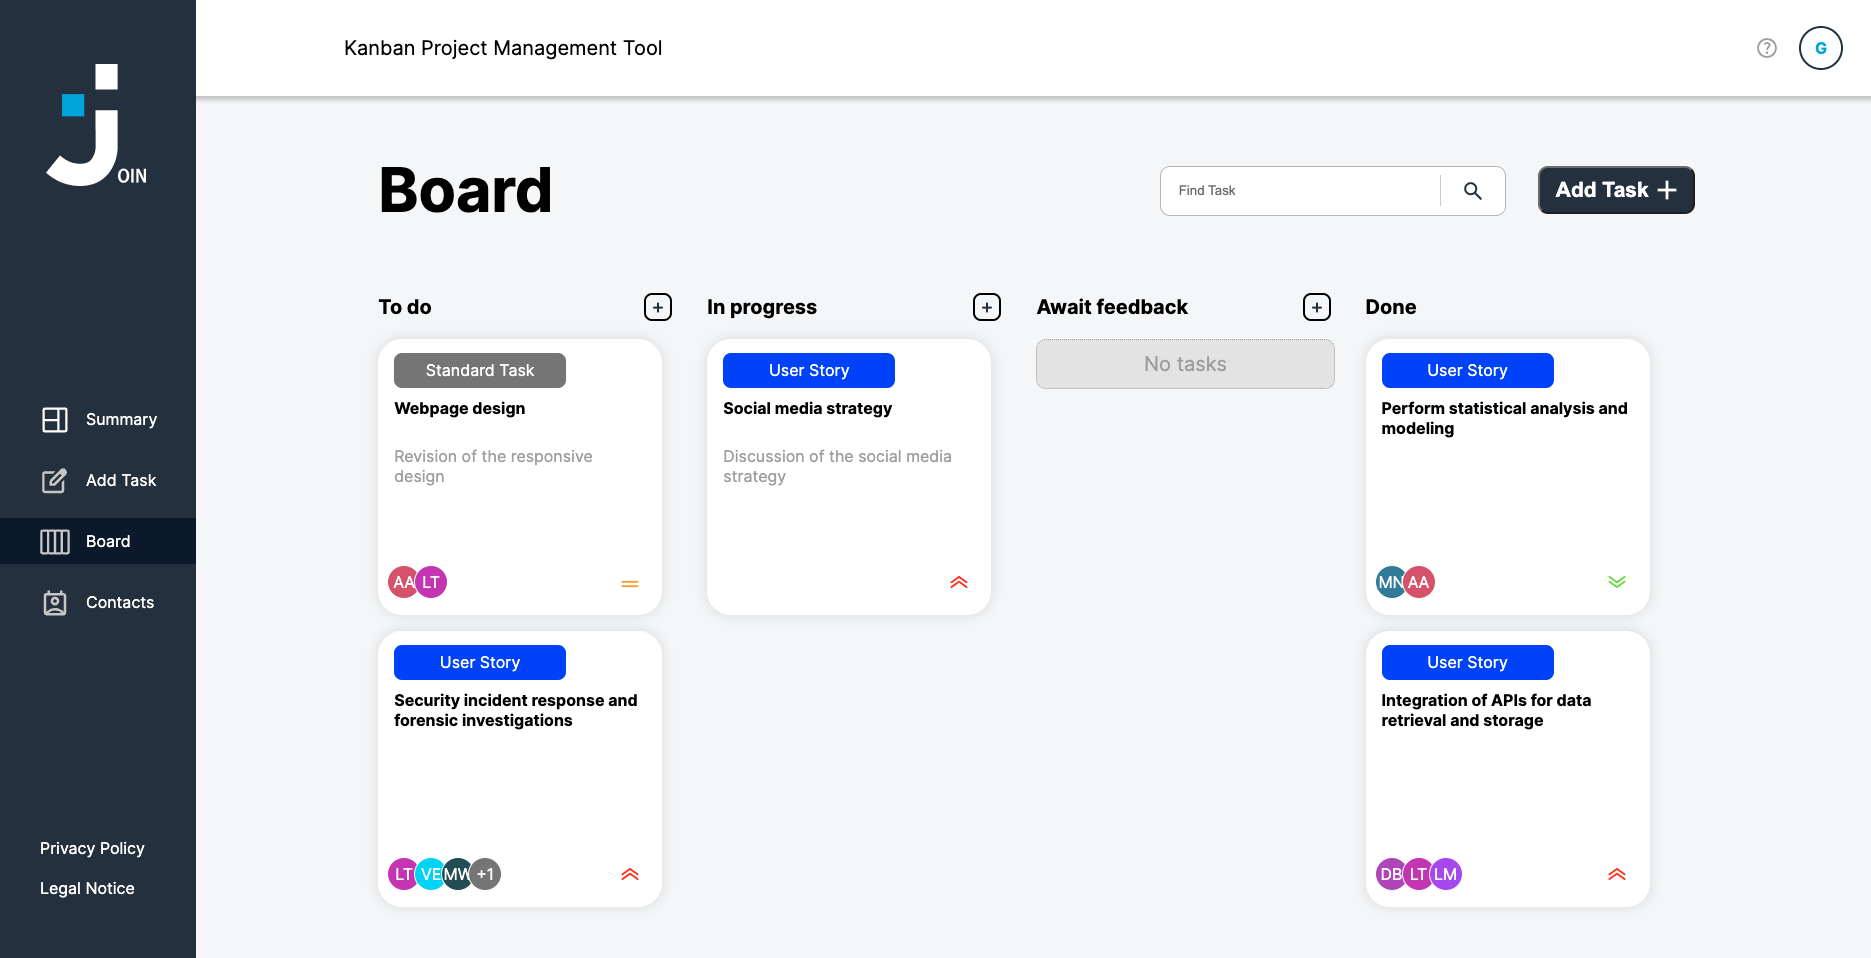 OIN
Summary
Add Task
Board
Contacts
Privacy Policy
Legal Notice
Kanban Project Management Tool
?
G
Board
Find Task
Add Task
To do
Standard Task
Webpage design
Revision of the responsive
design
AA LT
User Story
Security incident response and
forensic investigations
LT VE MW +1
In progress
User Story
Social media strategy
Discussion of the social media
strategy
Await feedback
No tasks
Done
User Story
Perform statistical analysis and
modeling
MN AA
User Story
Integration of APIs for data
retrieval and storage
DB LT LM